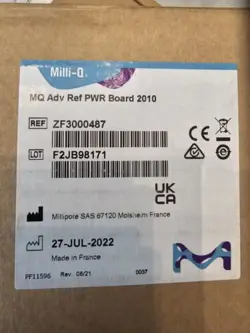 Milli-Q
MQ Adv Ref PWR Board 2010
REF ZF3000487
LOT F2JB98171
UK
CA
Millipore SAS 67120 Molsheim France
27-JUL-2022
Made in France
PF11596 Rev. 08/21 0037
M